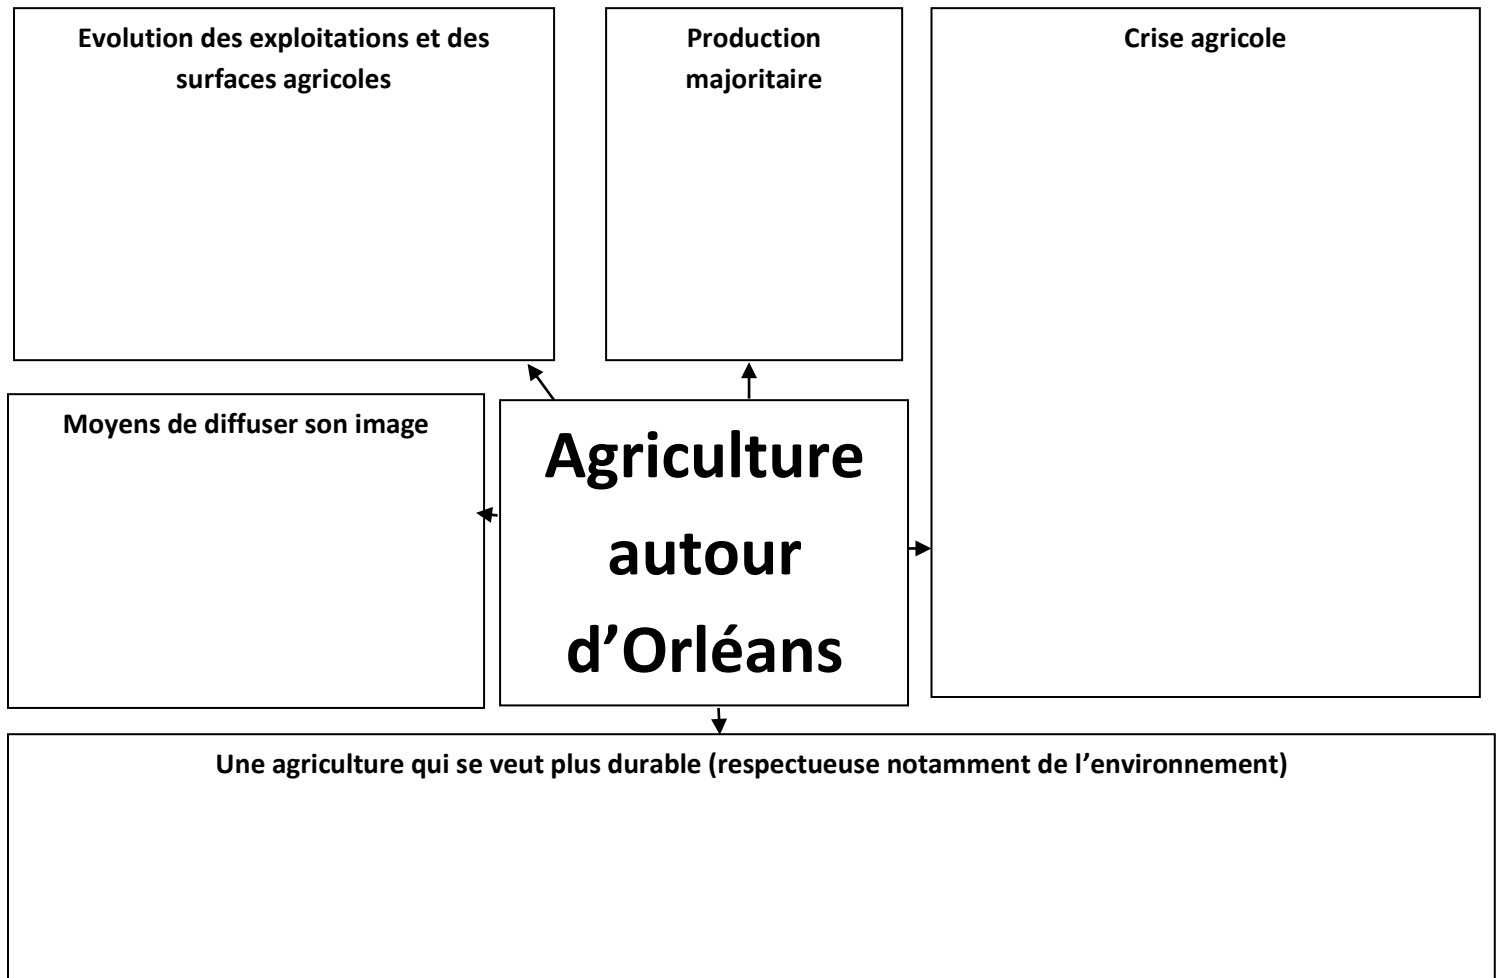 Evolution des exploitations et des
surfaces agricoles
Production
majoritaire
Crise agricole
Moyens de diffuser son image
Agriculture
autour
d’Orléans
Une agriculture qui se veut plus durable (respectueuse notamment de l’environnement)